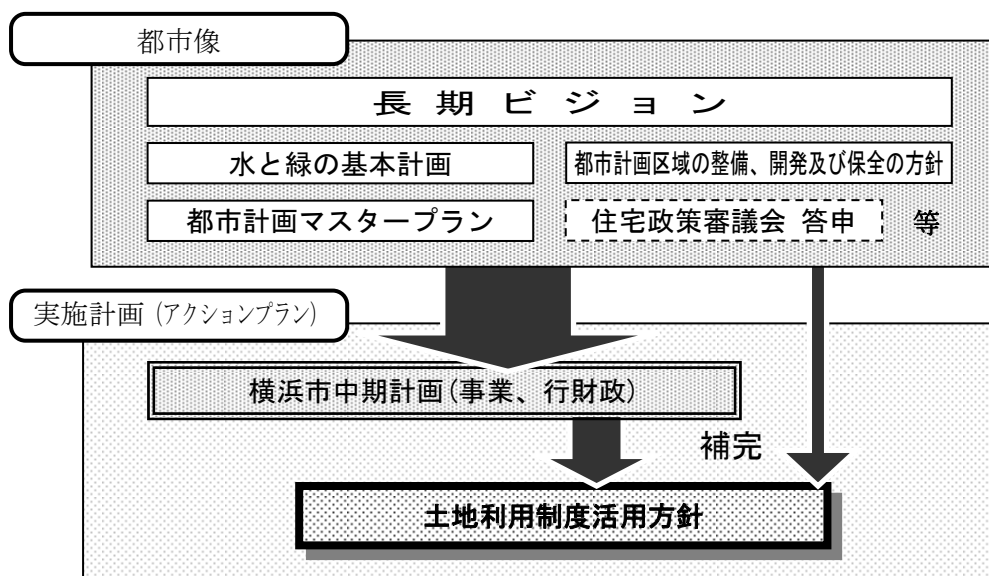 都市像
長期ビジョン
水と緑の基本計画
都市計画区域の整備、開発及び保全の方針
都市計画マスタープラン
住宅政策審議会 答申
等
実施計画 (アクションプラン)
横浜市中期計画(事業、行財政)
補完
土地利用制度活用方針